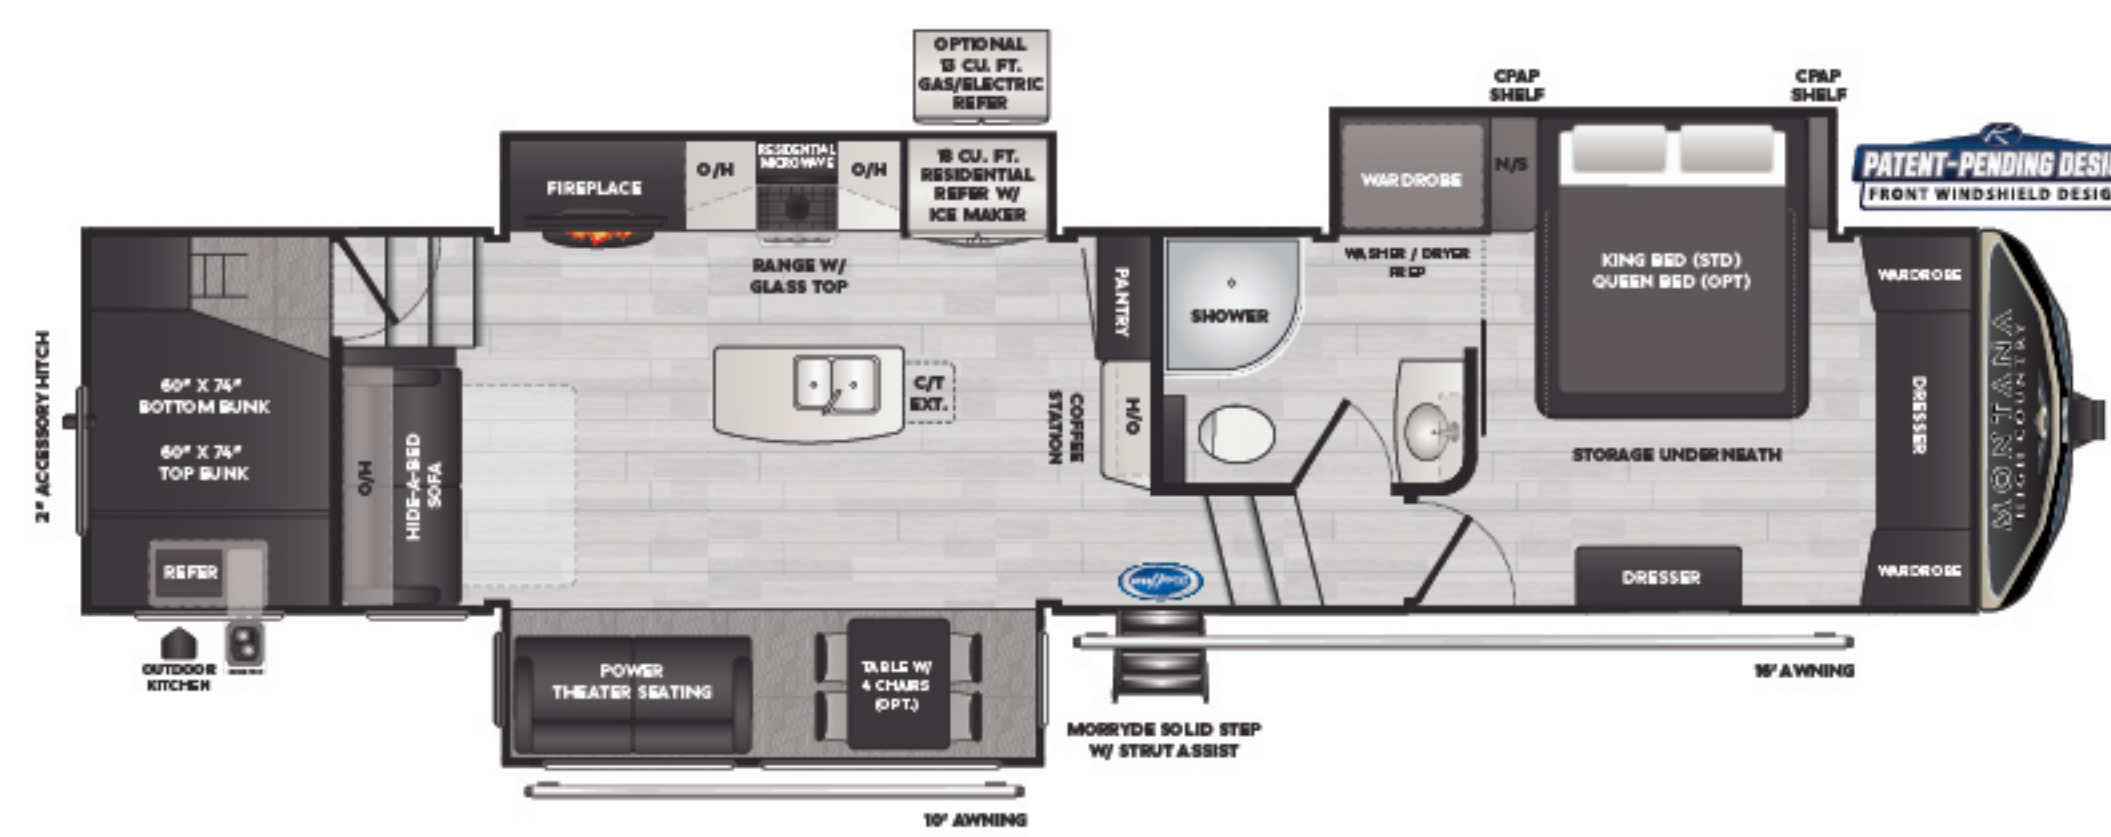 OPTIONAL
13 CU. FT.
GAS/ELECTRIC
REFER
CPAP
SHELF
CPAP
SHELF
PATENT-PENDING DESI
FRONT WINDSHIELD DESIG
FIREPLACE
O/H
RESIDENTIAL
MICROWAVE
O/H
18 CU. FT.
RESIDENTIAL
REFER W/
ICE MAKER
WARDROBE
N/S
KING BED (STD)
QUEEN BED (OPT)
WASHER / DRYER
PREP
RANGE W/
GLASS TOP
PANTRY
SHOWER
WARDROBE
2" ACCESSORY HITCH
60" X 74"
BOTTOM BUNK
60" X 74"
TOP BUNK
O/H
HIDE-A-BED
SOFA
C/T
EXT.
COFFEE
STATION
O/H
STORAGE UNDERNEATH
DRESSER
MONTANA
HIGH COUNTRY
REFER
DRESSER
WARDROBE
OUTDOOR
KITCHEN
POWER
THEATER SEATING
TABLE W/
4 CHAIRS
(OPT.)
16' AWNING
MORRYDE SOLID STEP
W/ STRUT ASSIST
10' AWNING